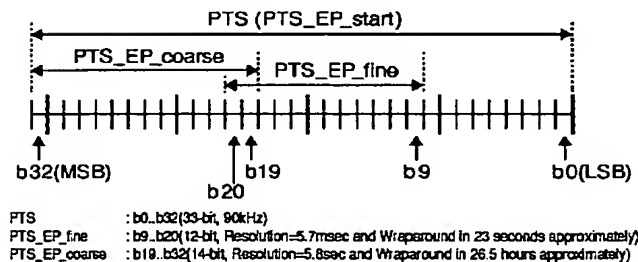 PTS (PTS_EP_start)
PTS_EP_coarse
PTS_EP_fine
b32(MSB)
b20
b19
b9
b0(LSB)
PTS : b0..b32(33-bit, 90kHz)
PTS_EP_fine : b9..b20(12-bit, Resolution=5.7msec and Wraparound in 23 seconds approximately)
PTS_EP_coarse : b19..b32(14-bit, Resolution=5.8sec and Wraparound in 26.5 hours approximately)